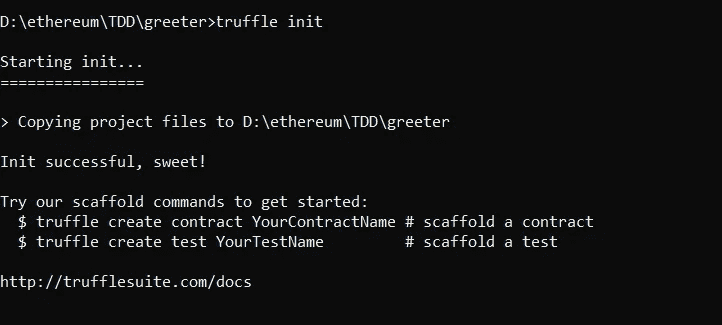 D:\ethereum\TDD\greeter>truffle init
Starting init...
================
> Copying project files to D:\ethereum\TDD\greeter
Init successful, sweet!
Try our scaffold commands to get started:
  $ truffle create contract YourContractName # scaffold a contract
  $ truffle create test YourTestName         # scaffold a test
http://trufflesuite.com/docs